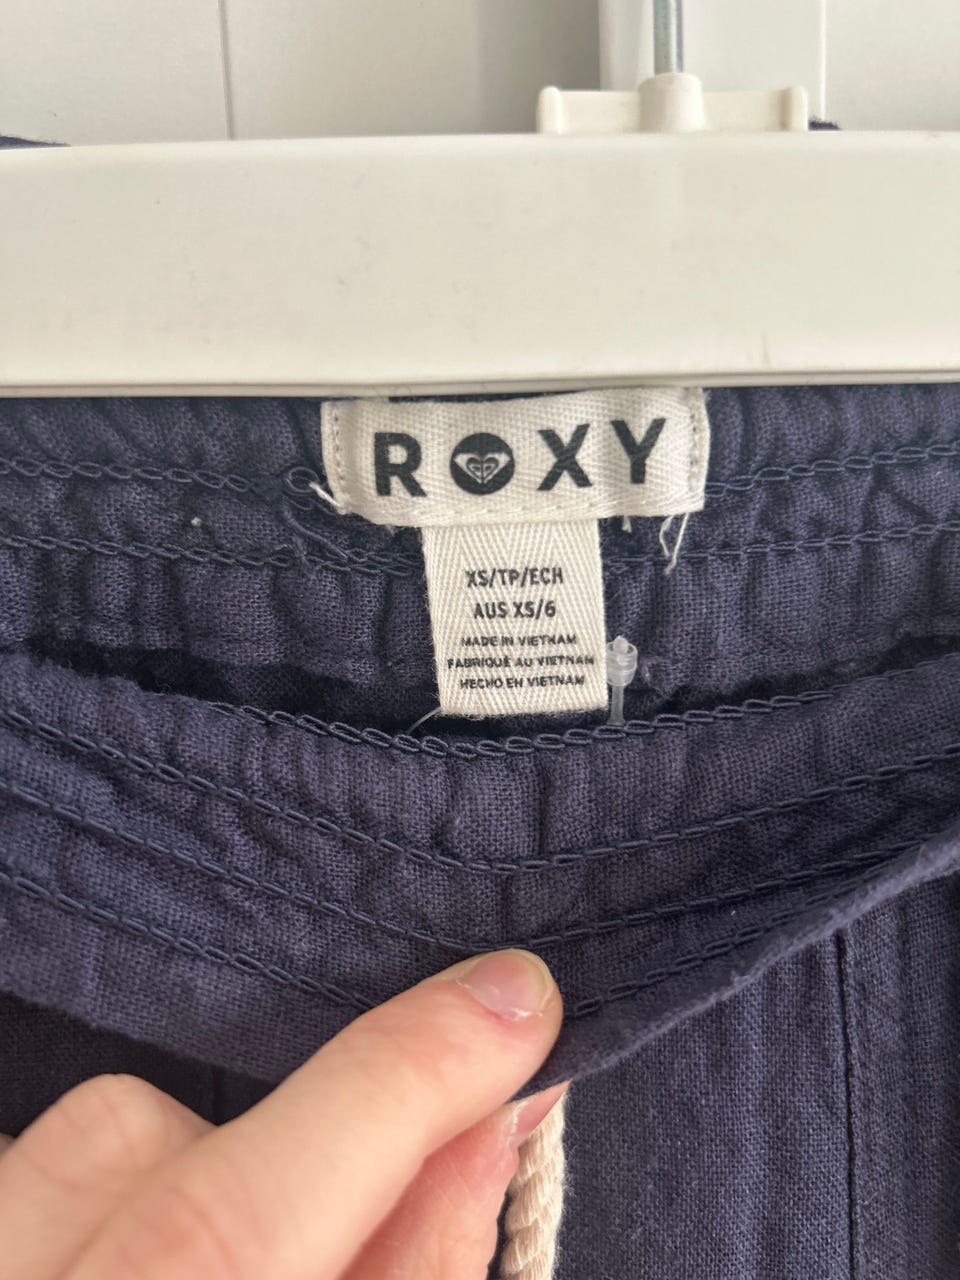 ROXY
XS/TP/ECH
AUS XS/6
MADE IN VIETNAM
FABRIQUÉ AU VIETNAM
HECHO EN VIETNAM